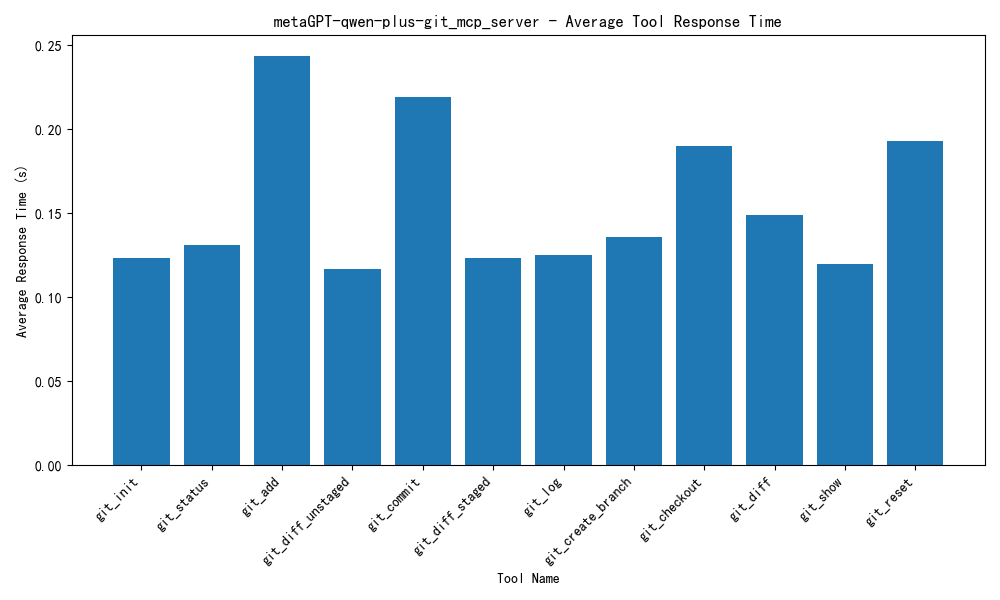 metaGPT-qwen-plus-git_mcp_server - Average Tool Response Time
Average Response Time (s)
0.25
0.20
0.15
0.10
0.05
0.00
git_init
git_status
git_add
git_diff_unstaged
git_commit
git_diff_staged
git_log
git_create_branch
git_checkout
git_diff
git_show
git_reset
Tool Name